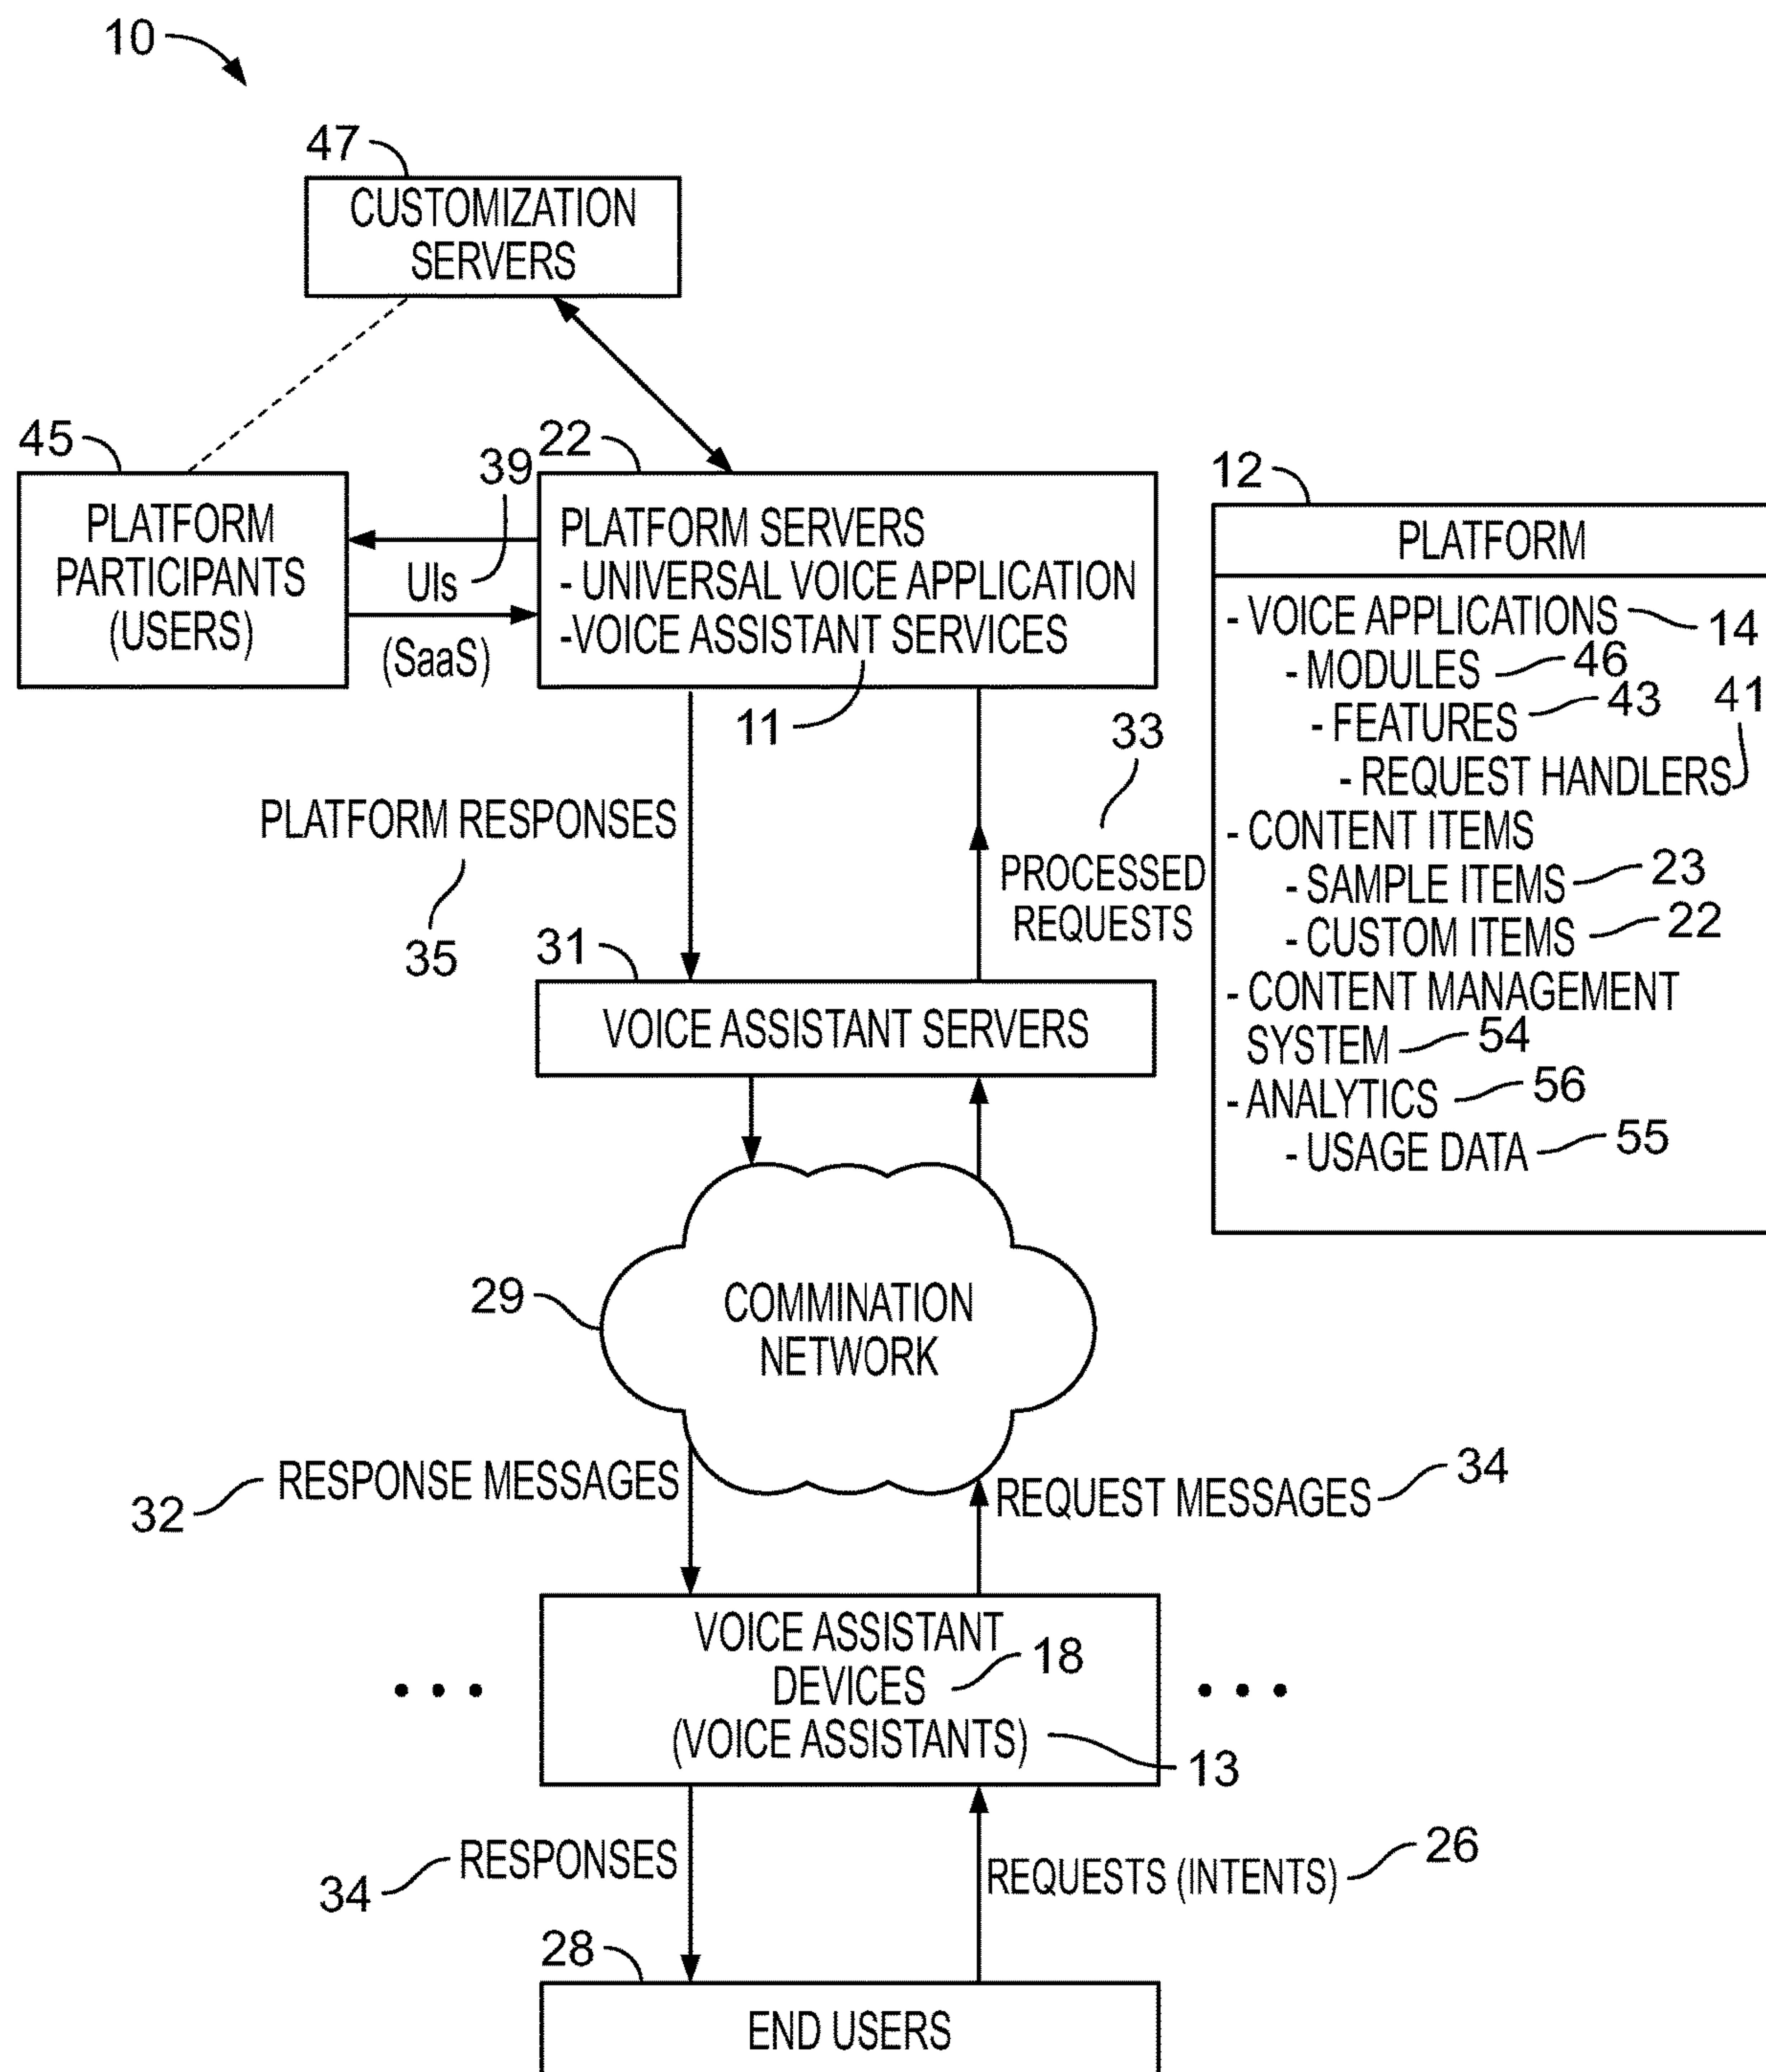 10
47
CUSTOMIZATION
SERVERS
45
PLATFORM
PARTICIPANTS
(USERS)
39
UIs
(SaaS)
22
PLATFORM SERVERS
- UNIVERSAL VOICE APPLICATION
-VOICE ASSISTANT SERVICES
11
12
PLATFORM
- VOICE APPLICATIONS 14
- MODULES 46
- FEATURES 43
- REQUEST HANDLERS 41
- CONTENT ITEMS
- SAMPLE ITEMS 23
- CUSTOM ITEMS 22
- CONTENT MANAGEMENT
SYSTEM 54
- ANALYTICS 56
- USAGE DATA 55
PLATFORM RESPONSES
35
33
PROCESSED
REQUESTS
31
VOICE ASSISTANT SERVERS
29
COMMINATION
NETWORK
32 RESPONSE MESSAGES
REQUEST MESSAGES 34
VOICE ASSISTANT
DEVICES 18
(VOICE ASSISTANTS) 13
34 RESPONSES
REQUESTS (INTENTS) 26
28
END USERS